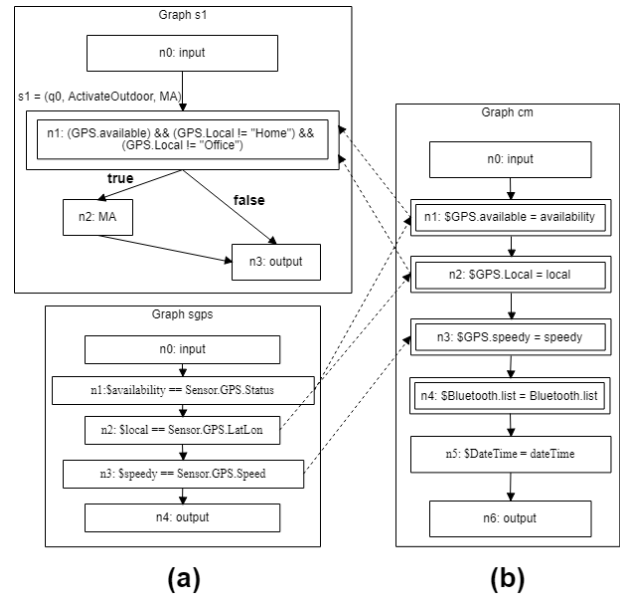 Graph s1
n0: input
s1 = (q0, ActivateOutdoor, MA)
n1: (GPS.available) && (GPS.Local != "Home") &&
(GPS.Local != "Office")
true
false
n2: MA
n3: output
Graph sgps
n0: input
n1:$availability == Sensor.GPS.Status
n2: $local == Sensor.GPS.LatLon
n3: $speedy == Sensor.GPS.Speed
n4: output
(a)
Graph cm
n0: input
n1: $GPS.available = availability
n2: $GPS.Local = local
n3: $GPS.speedy = speedy
n4: $Bluetooth.list = Bluetooth.list
n5: $DateTime = dateTime
n6: output
(b)